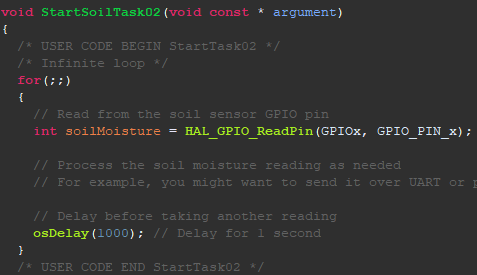 void StartSoilTask02(void const * argument)
{
/* USER CODE BEGIN StartTask02 */
/* Infinite loop */
for(;;)
{
// Read from the soil sensor GPIO pin
int soilMoisture = HAL_GPIO_ReadPin(GPIOx, GPIO_PIN_x);
// Process the soil moisture reading as needed
// For example, you might want to send it over UART or
// Delay before taking another reading
osDelay(1000); // Delay for 1 second
}
/* USER CODE END StartTask02 */